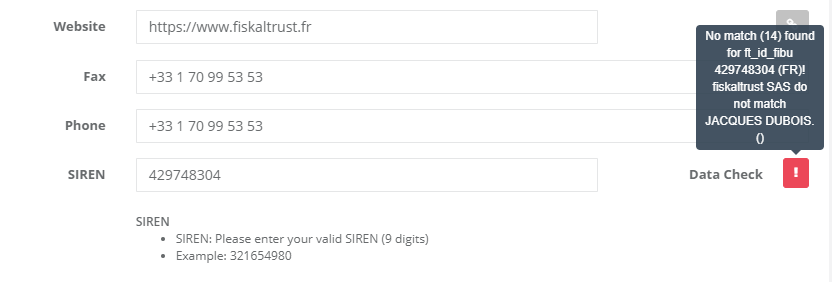 Website
https://www.fiskaltrust.fr
No match (14) found
for ft_id_fibu
429748304 (FR)!
fiskaltrust SAS do
not match
JACQUES DUBOIS.
()
Fax
+33 1 70 99 53 53
Phone
+33 1 70 99 53 53
SIREN
429748304
Data Check
!
SIREN
• SIREN: Please enter your valid SIREN (9 digits)
• Example: 321654980